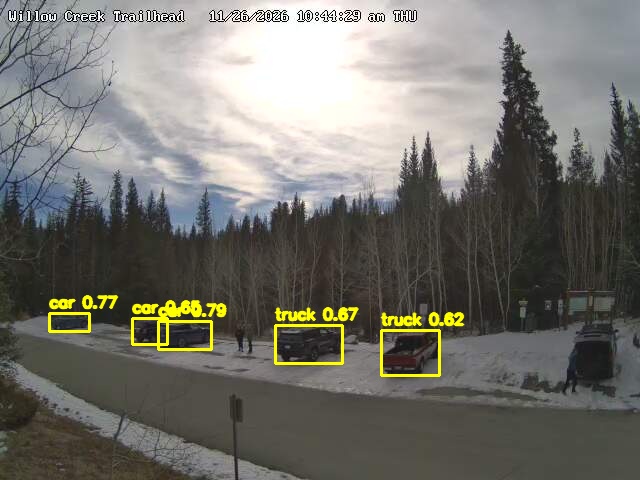 Willow Creek Trailhead 11/26/2026 10:44:29 am THU
car 0.77
car 0.65
car 0.79
truck 0.67
truck 0.62